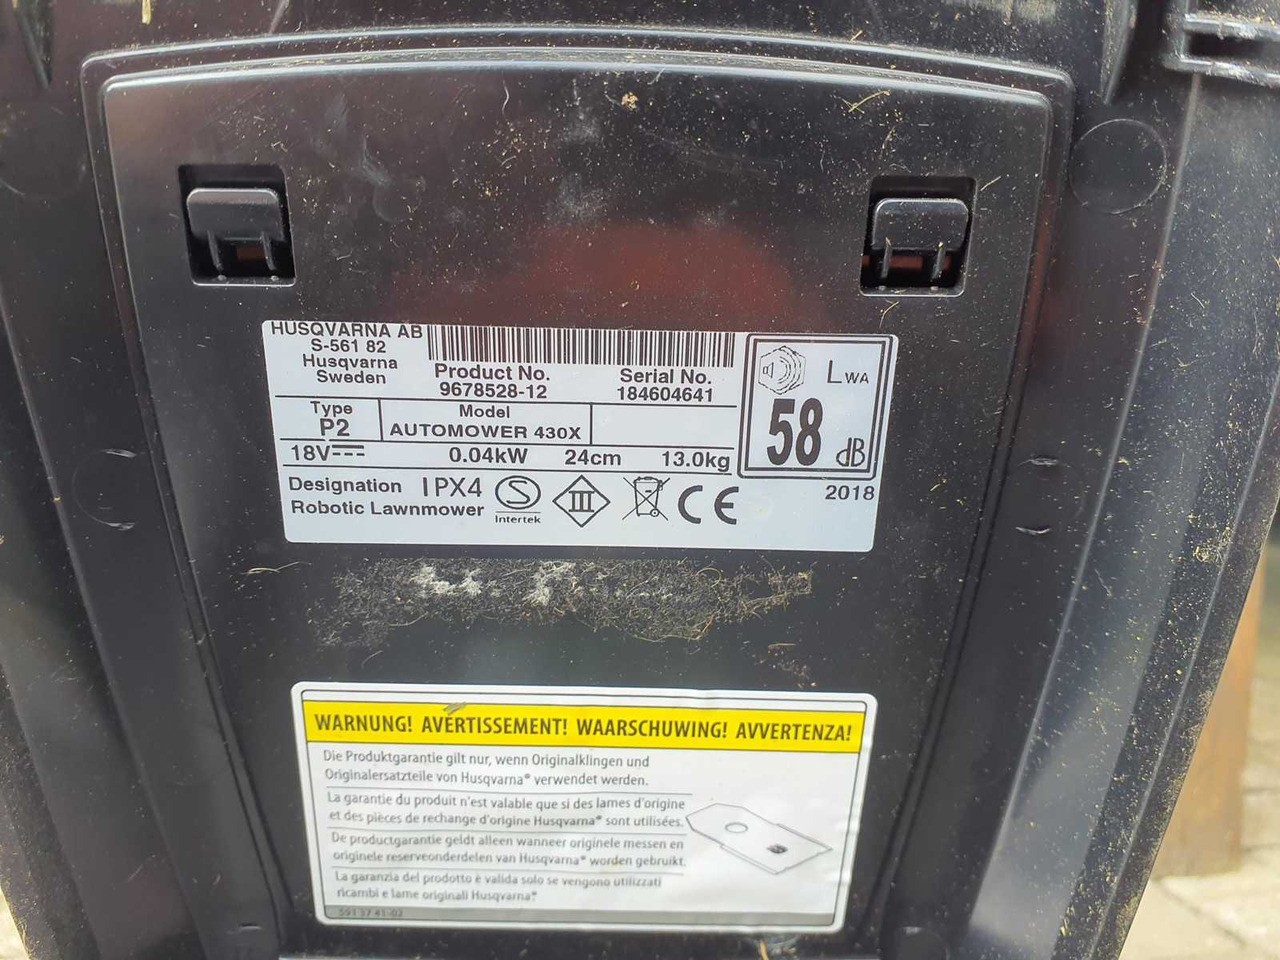 HUSQVARNA AB
S-561 82
Husqvarna
Sweden
Product No.
9678528-12
Serial No.
184604641
Type
P2
Model
AUTOMOWER 430X
18V
0.04kW
24cm
13.0kg
LWA
58
dB
Designation
Robotic Lawnmower
IPX4
S
Intertek
III
CE
2018
WARNUNG! AVERTISSEMENT! WAARSCHUWING! AVVERTENZA!
Die Produktgarantie gilt nur, wenn Originalklingen und
Originalersatzteile von Husqvarna® verwendet werden.
La garantie du produit n'est valable que si des lames d'origine
et des pièces de rechange d'origine Husqvarna® sont utilisées.
De productgarantie geldt alleen wanneer originele messen en
originele reserveonderdelen van Husqvarna® worden gebruikt.
La garanzia del prodotto è valida solo se vengono utilizzati
ricambi e lame originali Husqvarna®
591 37 41-02